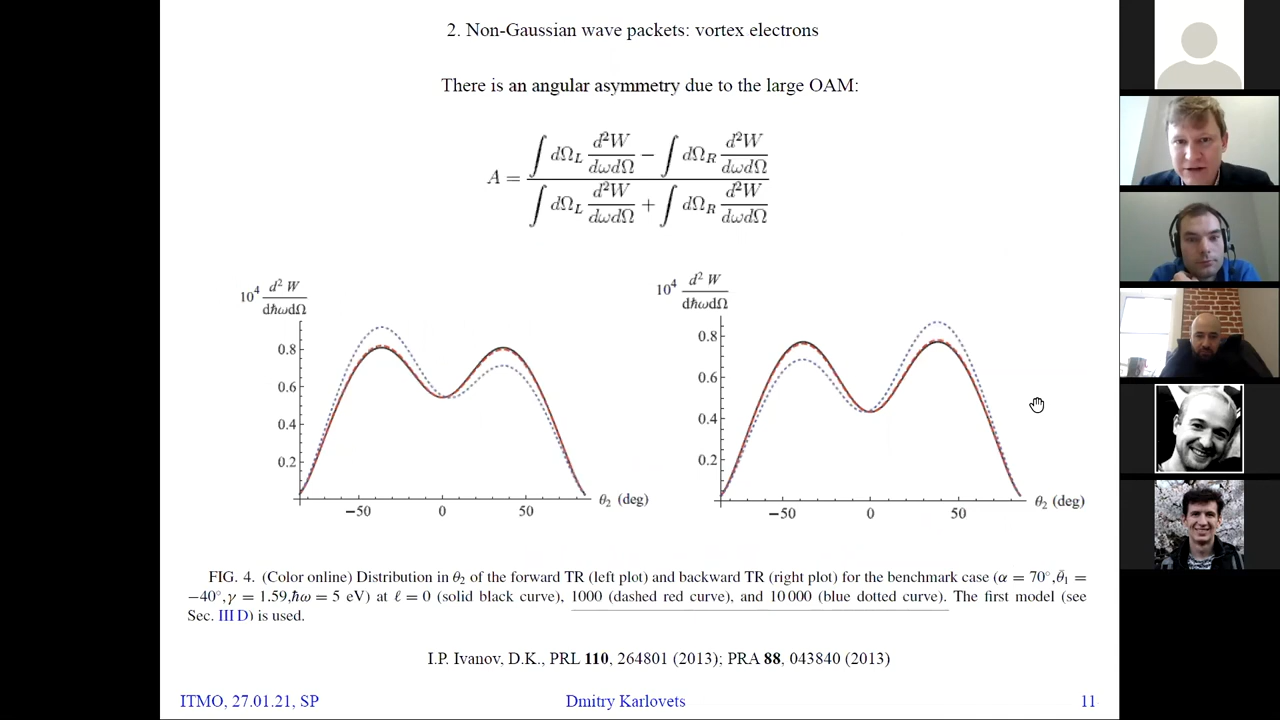 2. Non-Gaussian wave packets: vortex electrons
There is an angular asymmetry due to the large OAM:
A = (∫ dΩ_L d²W/dωdΩ − ∫ dΩ_R d²W/dωdΩ) / (∫ dΩ_L d²W/dωdΩ + ∫ dΩ_R d²W/dωdΩ)
10⁴ d² W/dħωdΩ
0.8
0.6
0.4
0.2
−50 0 50
θ₂ (deg)
10⁴ d² W/dħωdΩ
0.8
0.6
0.4
0.2
−50 0 50
θ₂ (deg)
FIG. 4. (Color online) Distribution in θ₂ of the forward TR (left plot) and backward TR (right plot) for the benchmark case (α = 70°,θ̄₁ =
−40°,γ = 1.59,ħω = 5 eV) at ℓ = 0 (solid black curve), 1000 (dashed red curve), and 10 000 (blue dotted curve). The first model (see
Sec. III D) is used.
I.P. Ivanov, D.K., PRL 110, 264801 (2013); PRA 88, 043840 (2013)
ITMO, 27.01.21, SP Dmitry Karlovets 11